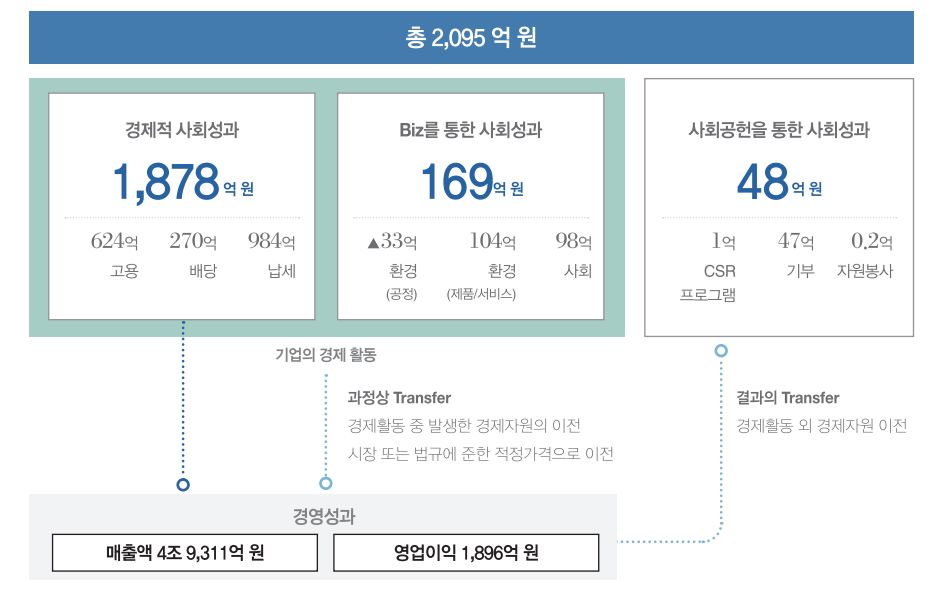 총 2,095 억 원
경제적 사회성과
1,878 억 원
624억 270억 984억
고용 배당 납세
Biz를 통한 사회성과
169억 원
▲33억 104억 98억
환경 환경 사회
(공정) (제품/서비스)
사회공헌을 통한 사회성과
48 억 원
1억 47억 0.2억
CSR 기부 자원봉사
프로그램
기업의 경제 활동
과정상 Transfer
경제활동 중 발생한 경제자원의 이전
시장 또는 법규에 준한 적정가격으로 이전
결과의 Transfer
경제활동 외 경제자원 이전
경영성과
매출액 4조 9,311억 원
영업이익 1,896억 원